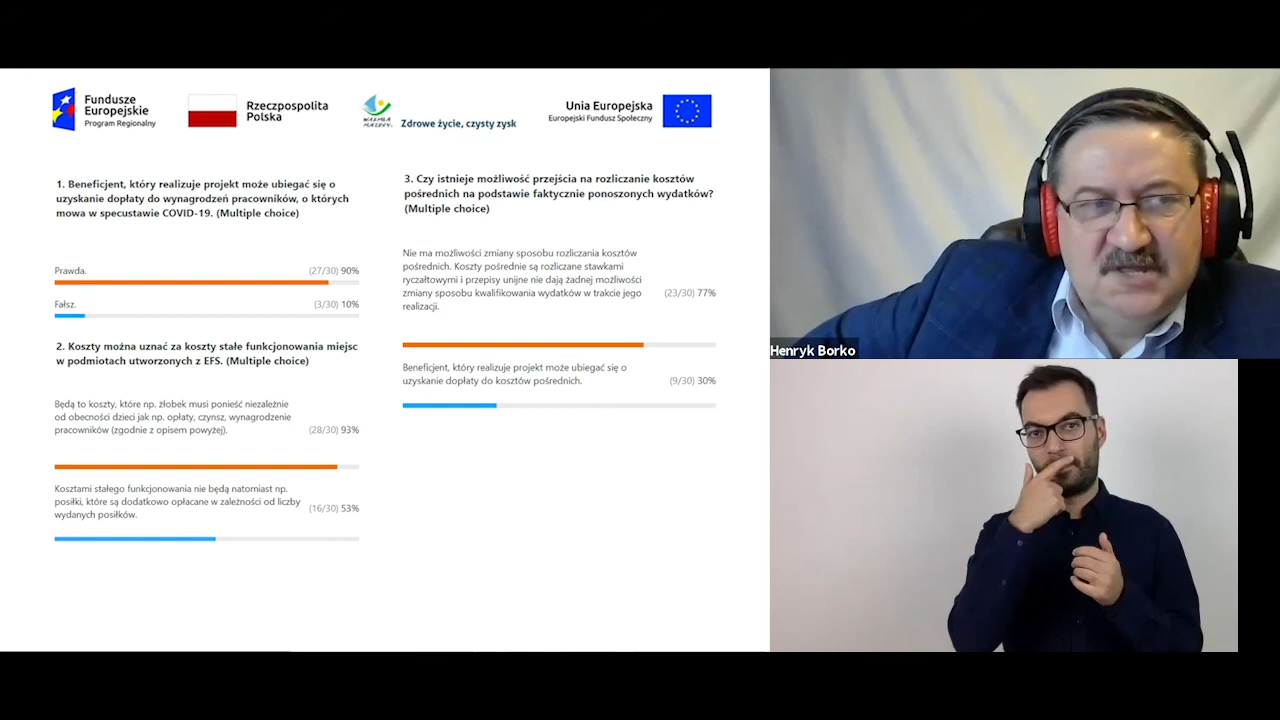 Fundusze
Europejskie
Program Regionalny
Rzeczpospolita
Polska
WARMIA
MAZURY
Zdrowe życie, czysty zysk
Unia Europejska
Europejski Fundusz Społeczny
1. Beneficjent, który realizuje projekt może ubiegać się o
uzyskanie dopłaty do wynagrodzeń pracowników, o których
mowa w specustawie COVID-19. (Multiple choice)
Prawda. (27/30) 90%
Fałsz. (3/30) 10%
2. Koszty można uznać za koszty stałe funkcjonowania miejsc
w podmiotach utworzonych z EFS. (Multiple choice)
Będą to koszty, które np. żłobek musi ponieść niezależnie
od obecności dzieci jak np. opłaty, czynsz, wynagrodzenie
pracowników (zgodnie z opisem powyżej). (28/30) 93%
Kosztami stałego funkcjonowania nie będą natomiast np.
posiłki, które są dodatkowo opłacane w zależności od liczby
wydanych posiłków. (16/30) 53%
3. Czy istnieje możliwość przejścia na rozliczanie kosztów
pośrednich na podstawie faktycznie ponoszonych wydatków?
(Multiple choice)
Nie ma możliwości zmiany sposobu rozliczania kosztów
pośrednich. Koszty pośrednie są rozliczane stawkami
ryczałtowymi i przepisy unijne nie dają żadnej możliwości
zmiany sposobu kwalifikowania wydatków w trakcie jego
realizacji. (23/30) 77%
Beneficjent, który realizuje projekt może ubiegać się o
uzyskanie dopłaty do kosztów pośrednich. (9/30) 30%
Henryk Borko